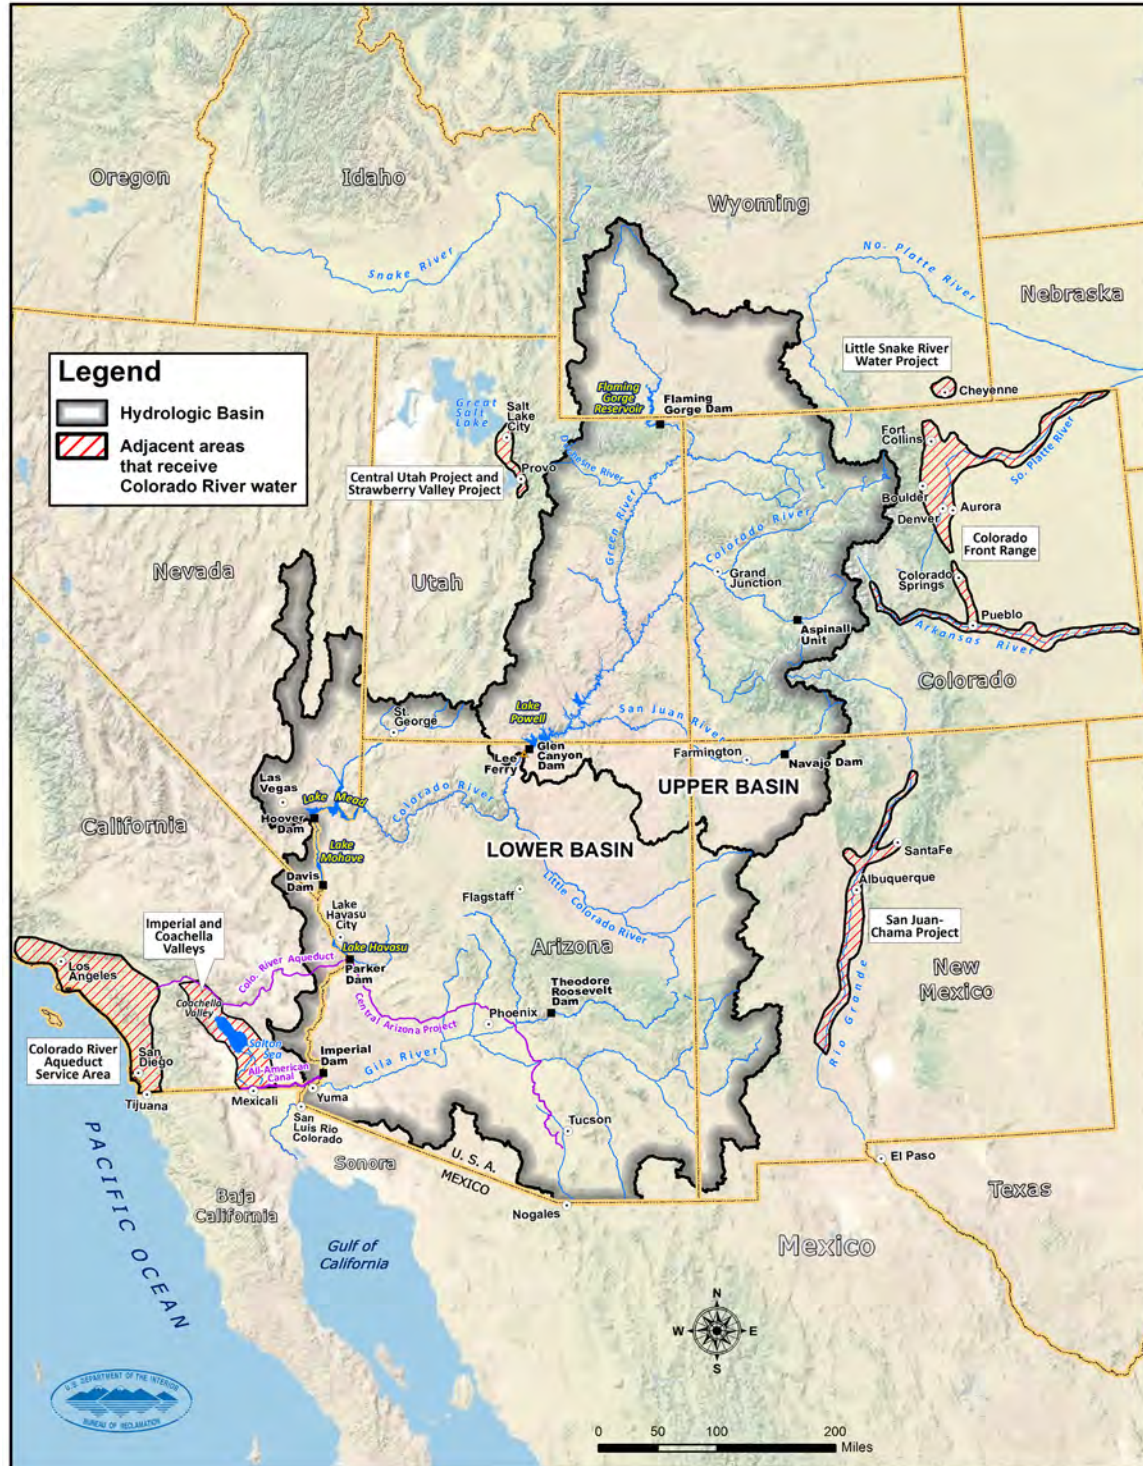 Oregon
Idaho
Wyoming
Snake River
No. Platte River
Nebraska
Legend
Hydrologic Basin
Adjacent areas
that receive
Colorado River water
Little Snake River
Water Project
Cheyenne
Flaming
Gorge
Reservoir
Flaming
Gorge Dam
Great
Salt
Lake
Salt
Lake
City
Provo
Central Utah Project and
Strawberry Valley Project
Duchesne River
Green River
Colorado River
Fort
Collins
So. Platte River
Boulder
Denver
Aurora
Colorado
Front Range
Nevada
Utah
Grand
Junction
Colorado
Springs
Pueblo
Aspinall
Unit
Arkansas River
Colorado
St.
George
Lake
Powell
San Juan River
Lee
Ferry
Glen
Canyon
Dam
Farmington
Navajo Dam
UPPER BASIN
Las
Vegas
Lake Mead
Colorado River
Hoover
Dam
California
Lake
Mohave
LOWER BASIN
SantaFe
Davis
Dam
Flagstaff
Little Colorado River
Albuquerque
Lake
Havasu
City
Imperial and
Coachella
Valleys
Lake Havasu
Arizona
San Juan-
Chama Project
Los
Angeles
Colo. River Aqueduct
Parker
Dam
New
Mexico
Coachella
Valley
Central Arizona Project
Theodore
Roosevelt
Dam
Phoenix
Rio Grande
Colorado River
Aqueduct
Service Area
San
Diego
Salton
Sea
Imperial
Dam
Gila River
All-American
Canal
Tijuana
Mexicali
Yuma
San
Luis Rio
Colorado
Tucson
Sonora
U. S. A.
MEXICO
El Paso
Texas
PACIFIC OCEAN
Baja
California
Nogales
Gulf of
California
Mexico
N
W
E
S
U.S. DEPARTMENT OF THE INTERIOR
BUREAU OF RECLAMATION
0
50
100
200
Miles